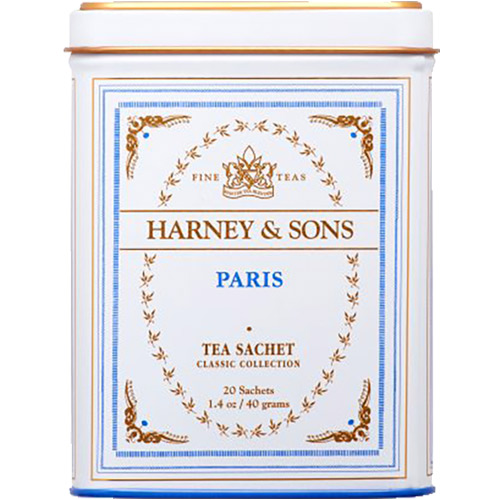 FINE TEAS
HARNEY & SONS
PARIS
TEA SACHET
CLASSIC COLLECTION
20 Sachets
1.4 oz / 40 grams